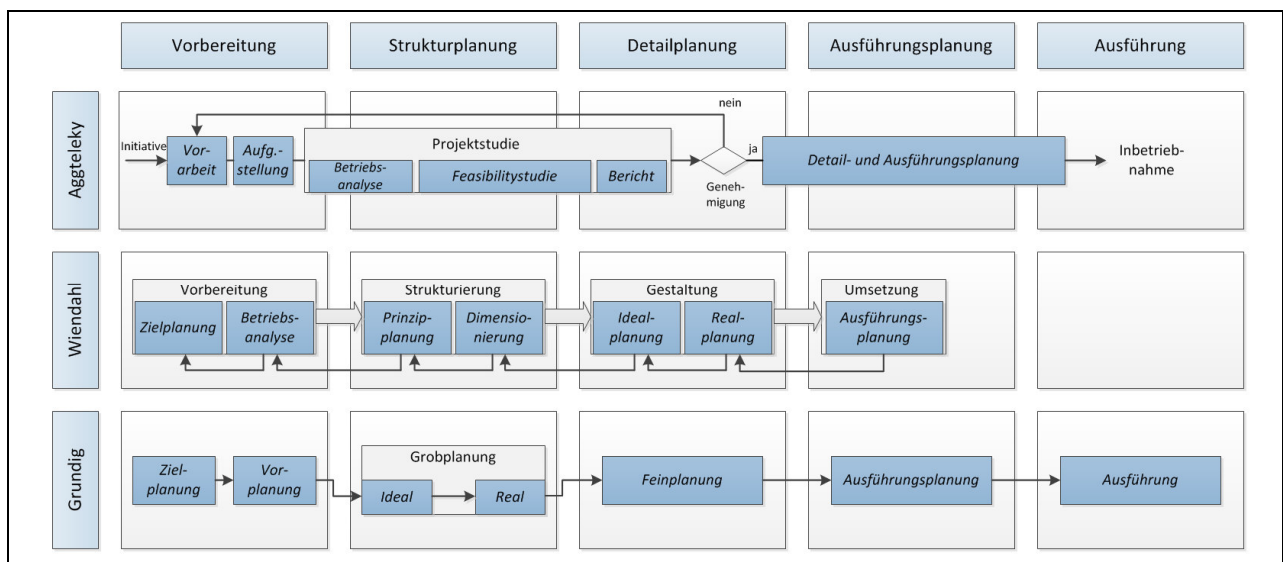 Vorbereitung
Strukturplanung
Detailplanung
Ausführungsplanung
Ausführung
Aggteleky
Initiative
Vor-
arbeit
Aufg.-
stellung
Projektstudie
Betriebs-
analyse
Feasibilitystudie
Bericht
nein
ja
Geneh-
migung
Detail- und Ausführungsplanung
Inbetrieb-
nahme
Wiendahl
Vorbereitung
Zielplanung
Betriebs-
analyse
Strukturierung
Prinzip-
planung
Dimensio-
nierung
Gestaltung
Ideal-
planung
Real-
planung
Umsetzung
Ausführungs-
planung
Grundig
Ziel-
planung
Vor-
planung
Grobplanung
Ideal
Real
Feinplanung
Ausführungsplanung
Ausführung